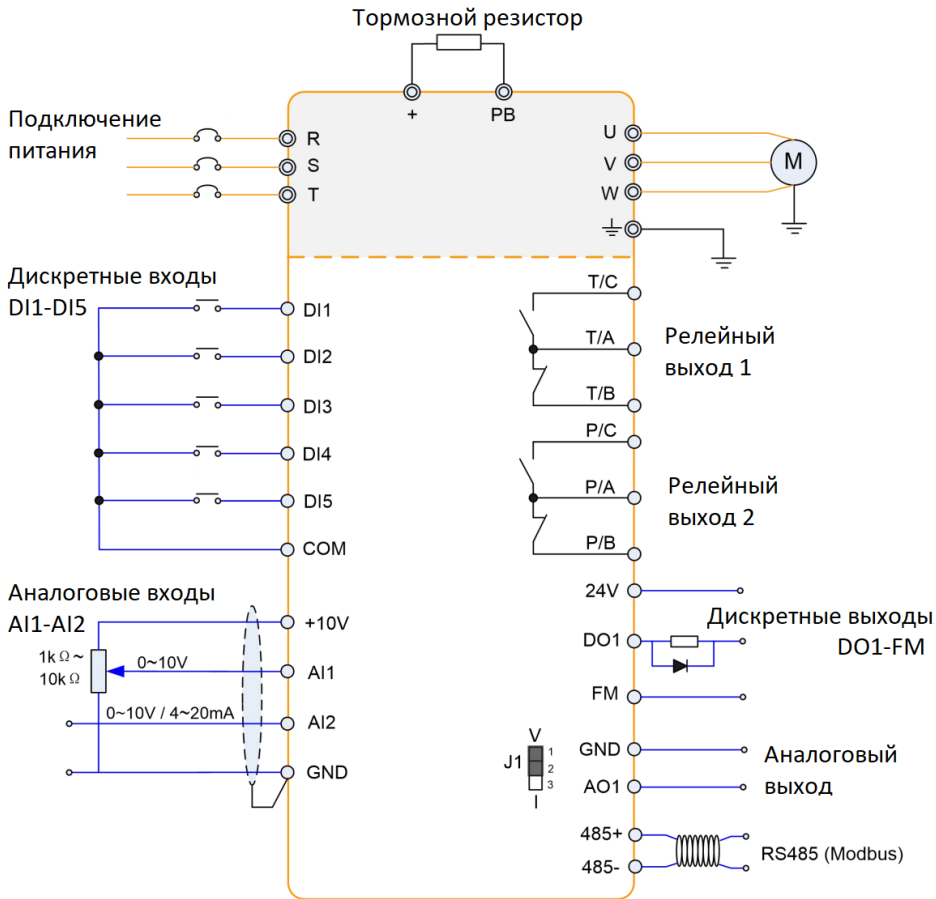 Тормозной резистор
+
PB
Подключение
питания
R
S
T
U
V
W
M
Дискретные входы
DI1-DI5
DI1
DI2
DI3
DI4
DI5
COM
T/C
T/A
T/B
Релейный
выход 1
P/C
P/A
P/B
Релейный
выход 2
Аналоговые входы
AI1-AI2
+10V
1k Ω ~
10k Ω
0~10V
AI1
0~10V / 4~20mA
AI2
GND
24V
Дискретные выходы
DO1-FM
DO1
FM
V
J1
1
2
3
I
GND
AO1
Аналоговый
выход
485+
485-
RS485 (Modbus)